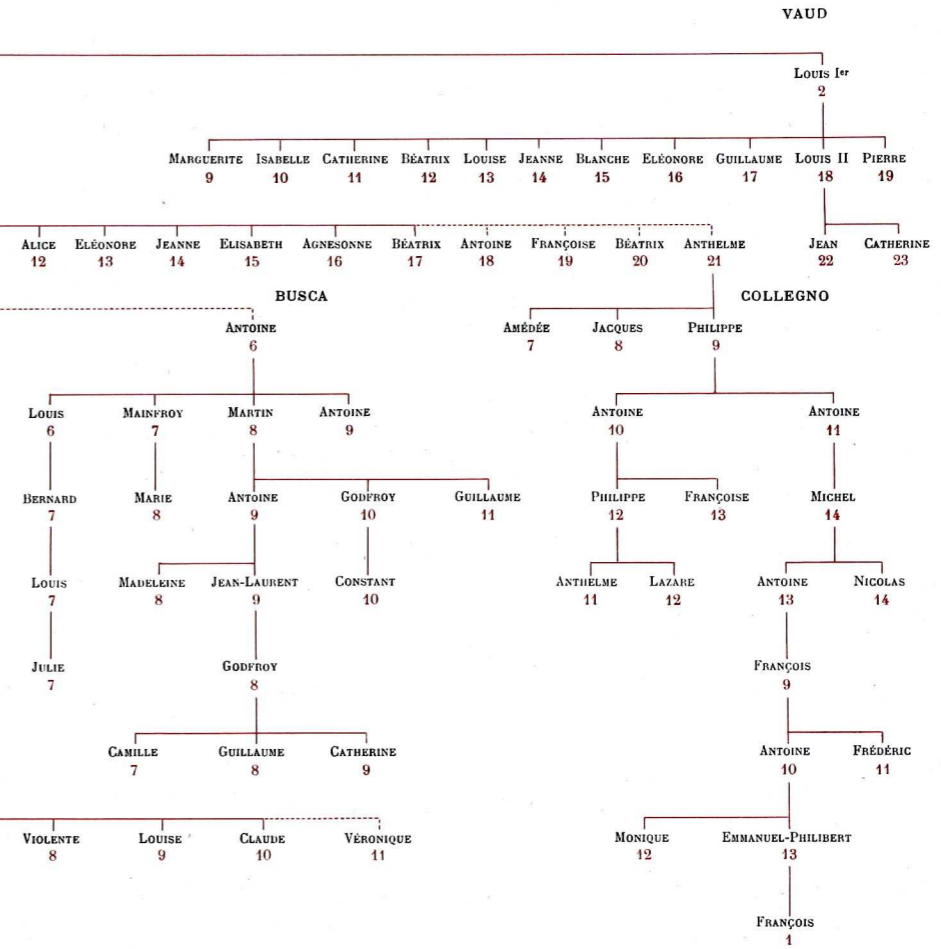 VAUD
Louis Ier
2
Marguerite Isabelle Catherine Béatrix Louise Jeanne Blanche Eléonore Guillaume Louis II Pierre
9 10 11 12 13 14 15 16 17 18 19
Alice Eléonore Jeanne Elisabeth Agnesonne Béatrix Antoine Françoise Béatrix Anthelme Jean Catherine
12 13 14 15 16 17 18 19 20 21 22 23
BUSCA COLLEGNO
Antoine Amédée Jacques Philippe
6 7 8 9
Louis Mainfroy Martin Antoine Antoine Antoine
6 7 8 9 10 11
Bernard Marie Antoine Godfroy Guillaume Philippe Françoise Michel
7 8 9 10 11 12 13 14
Louis Madeleine Jean-Laurent Constant Anthelme Lazare Antoine Nicolas
7 8 9 10 11 12 13 14
Julie Godfroy François
7 8 9
Camille Guillaume Catherine Antoine Frédéric
7 8 9 10 11
Violente Louise Claude Véronique Monique Emmanuel-Philibert
8 9 10 11 12 13
François
1